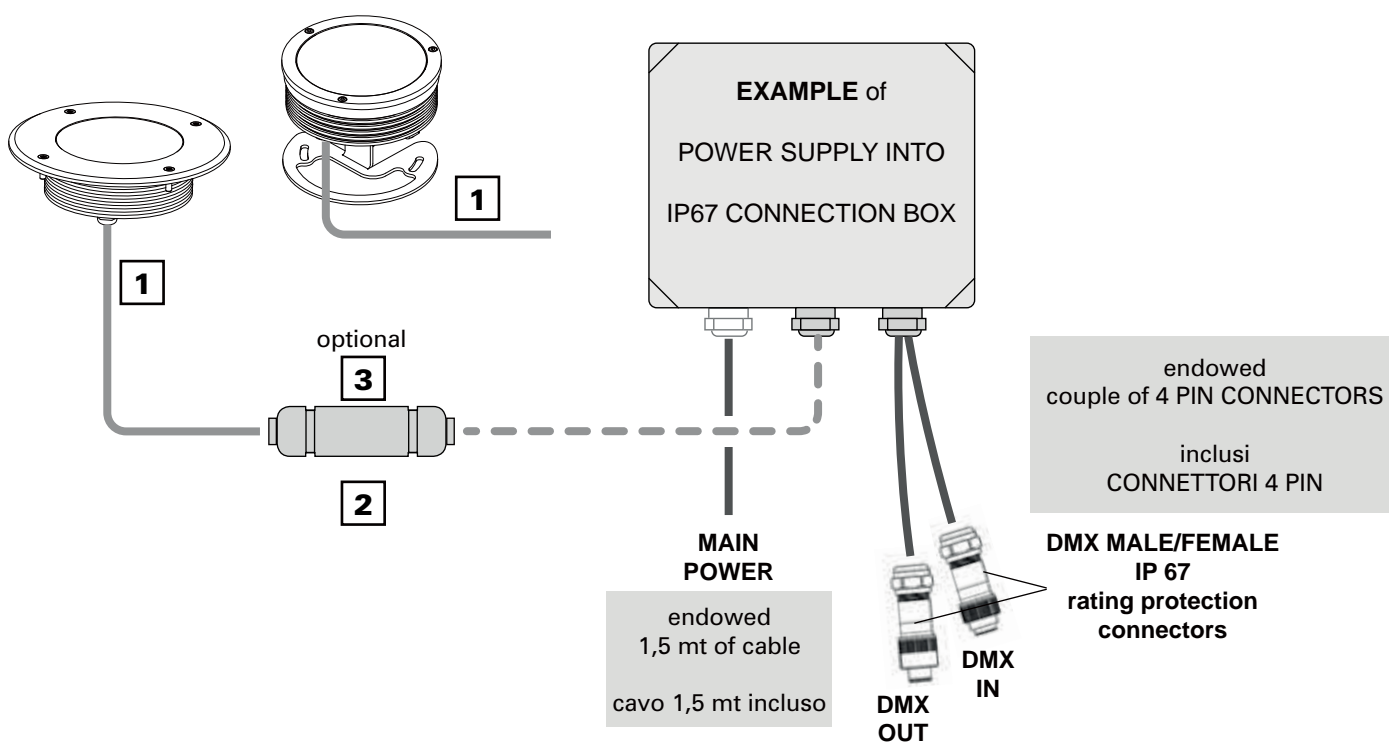 EXAMPLE of
POWER SUPPLY INTO
IP67 CONNECTION BOX
1
1
optional
3
2
MAIN
POWER
endowed
1,5 mt of cable
cavo 1,5 mt incluso
endowed
couple of 4 PIN CONNECTORS
inclusi
CONNETTORI 4 PIN
DMX MALE/FEMALE
IP 67
rating protection
connectors
DMX
IN
DMX
OUT